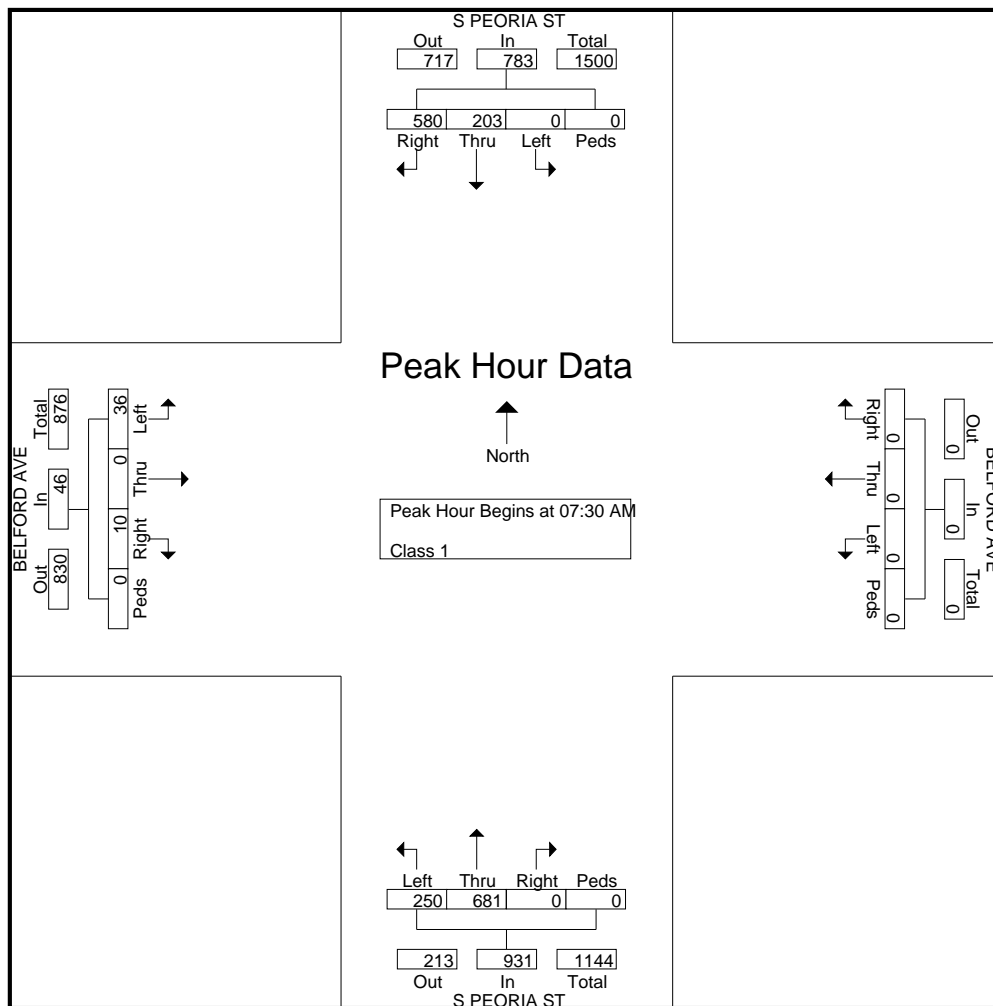 S PEORIA ST
Out In Total
717 783 1500
580 203 0 0
Right Thru Left Peds
Peak Hour Data
North
Peak Hour Begins at 07:30 AM
Class 1
BELFORD AVE
Total In Out
876 46 830
36 0 10 0
Left Thru Right Peds
Right Thru Left Peds
0 0 0 0
Out In Total
0 0 0
BELFORD AVE
Left Thru Right Peds
250 681 0 0
213 931 1144
Out In Total
S PEORIA ST